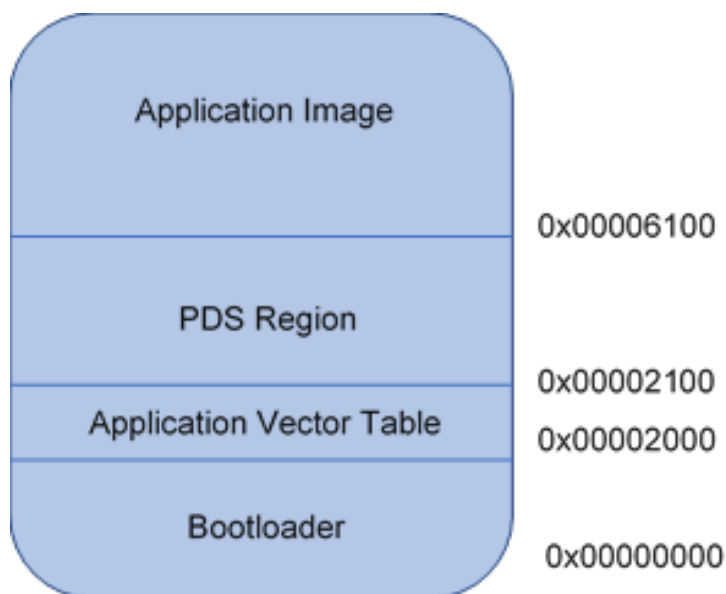 Application Image
0x00006100
PDS Region
0x00002100
Application Vector Table
0x00002000
Bootloader
0x00000000